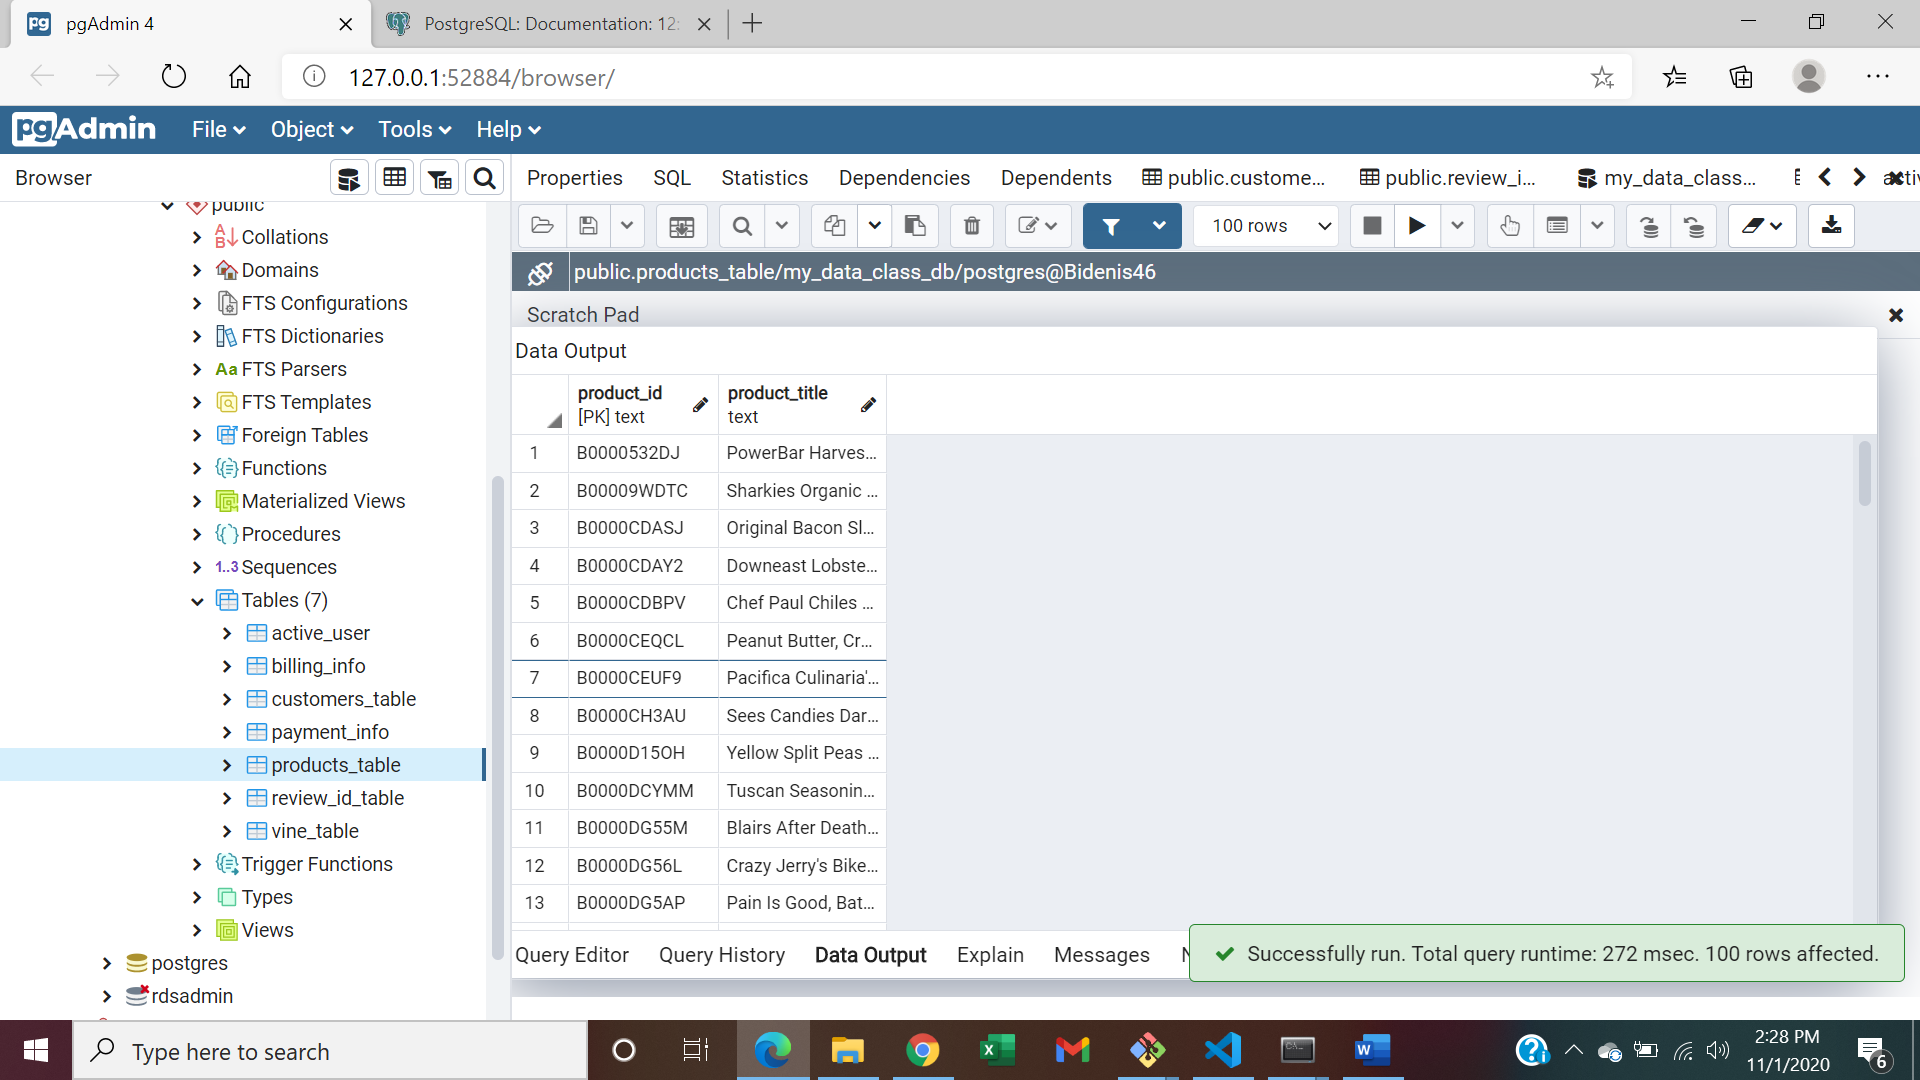 pgAdmin 4
PostgreSQL: Documentation: 12:
127.0.0.1:52884/browser/
pgAdmin File Object Tools Help
Browser
Properties SQL Statistics Dependencies Dependents public.custome... public.review_i... my_data_class...
100 rows
public.products_table/my_data_class_db/postgres@Bidenis46
Scratch Pad
Data Output
product_id
[PK] text
product_title
text
1 B0000532DJ PowerBar Harves...
2 B00009WDTC Sharkies Organic ...
3 B0000CDASJ Original Bacon Sl...
4 B0000CDAY2 Downeast Lobste...
5 B0000CDBPV Chef Paul Chiles ...
6 B0000CEQCL Peanut Butter, Cr...
7 B0000CEUF9 Pacifica Culinaria'...
8 B0000CH3AU Sees Candies Dar...
9 B0000D15OH Yellow Split Peas ...
10 B0000DCYMM Tuscan Seasonin...
11 B0000DG55M Blairs After Death...
12 B0000DG56L Crazy Jerry's Bike...
13 B0000DG5AP Pain Is Good, Bat...
public
Collations
Domains
FTS Configurations
FTS Dictionaries
Aa FTS Parsers
FTS Templates
Foreign Tables
Functions
Materialized Views
Procedures
1..3 Sequences
Tables (7)
active_user
billing_info
customers_table
payment_info
products_table
review_id_table
vine_table
Trigger Functions
Types
Views
postgres
rdsadmin
Query Editor Query History Data Output Explain Messages
Successfully run. Total query runtime: 272 msec. 100 rows affected.
Type here to search
2:28 PM
11/1/2020
6